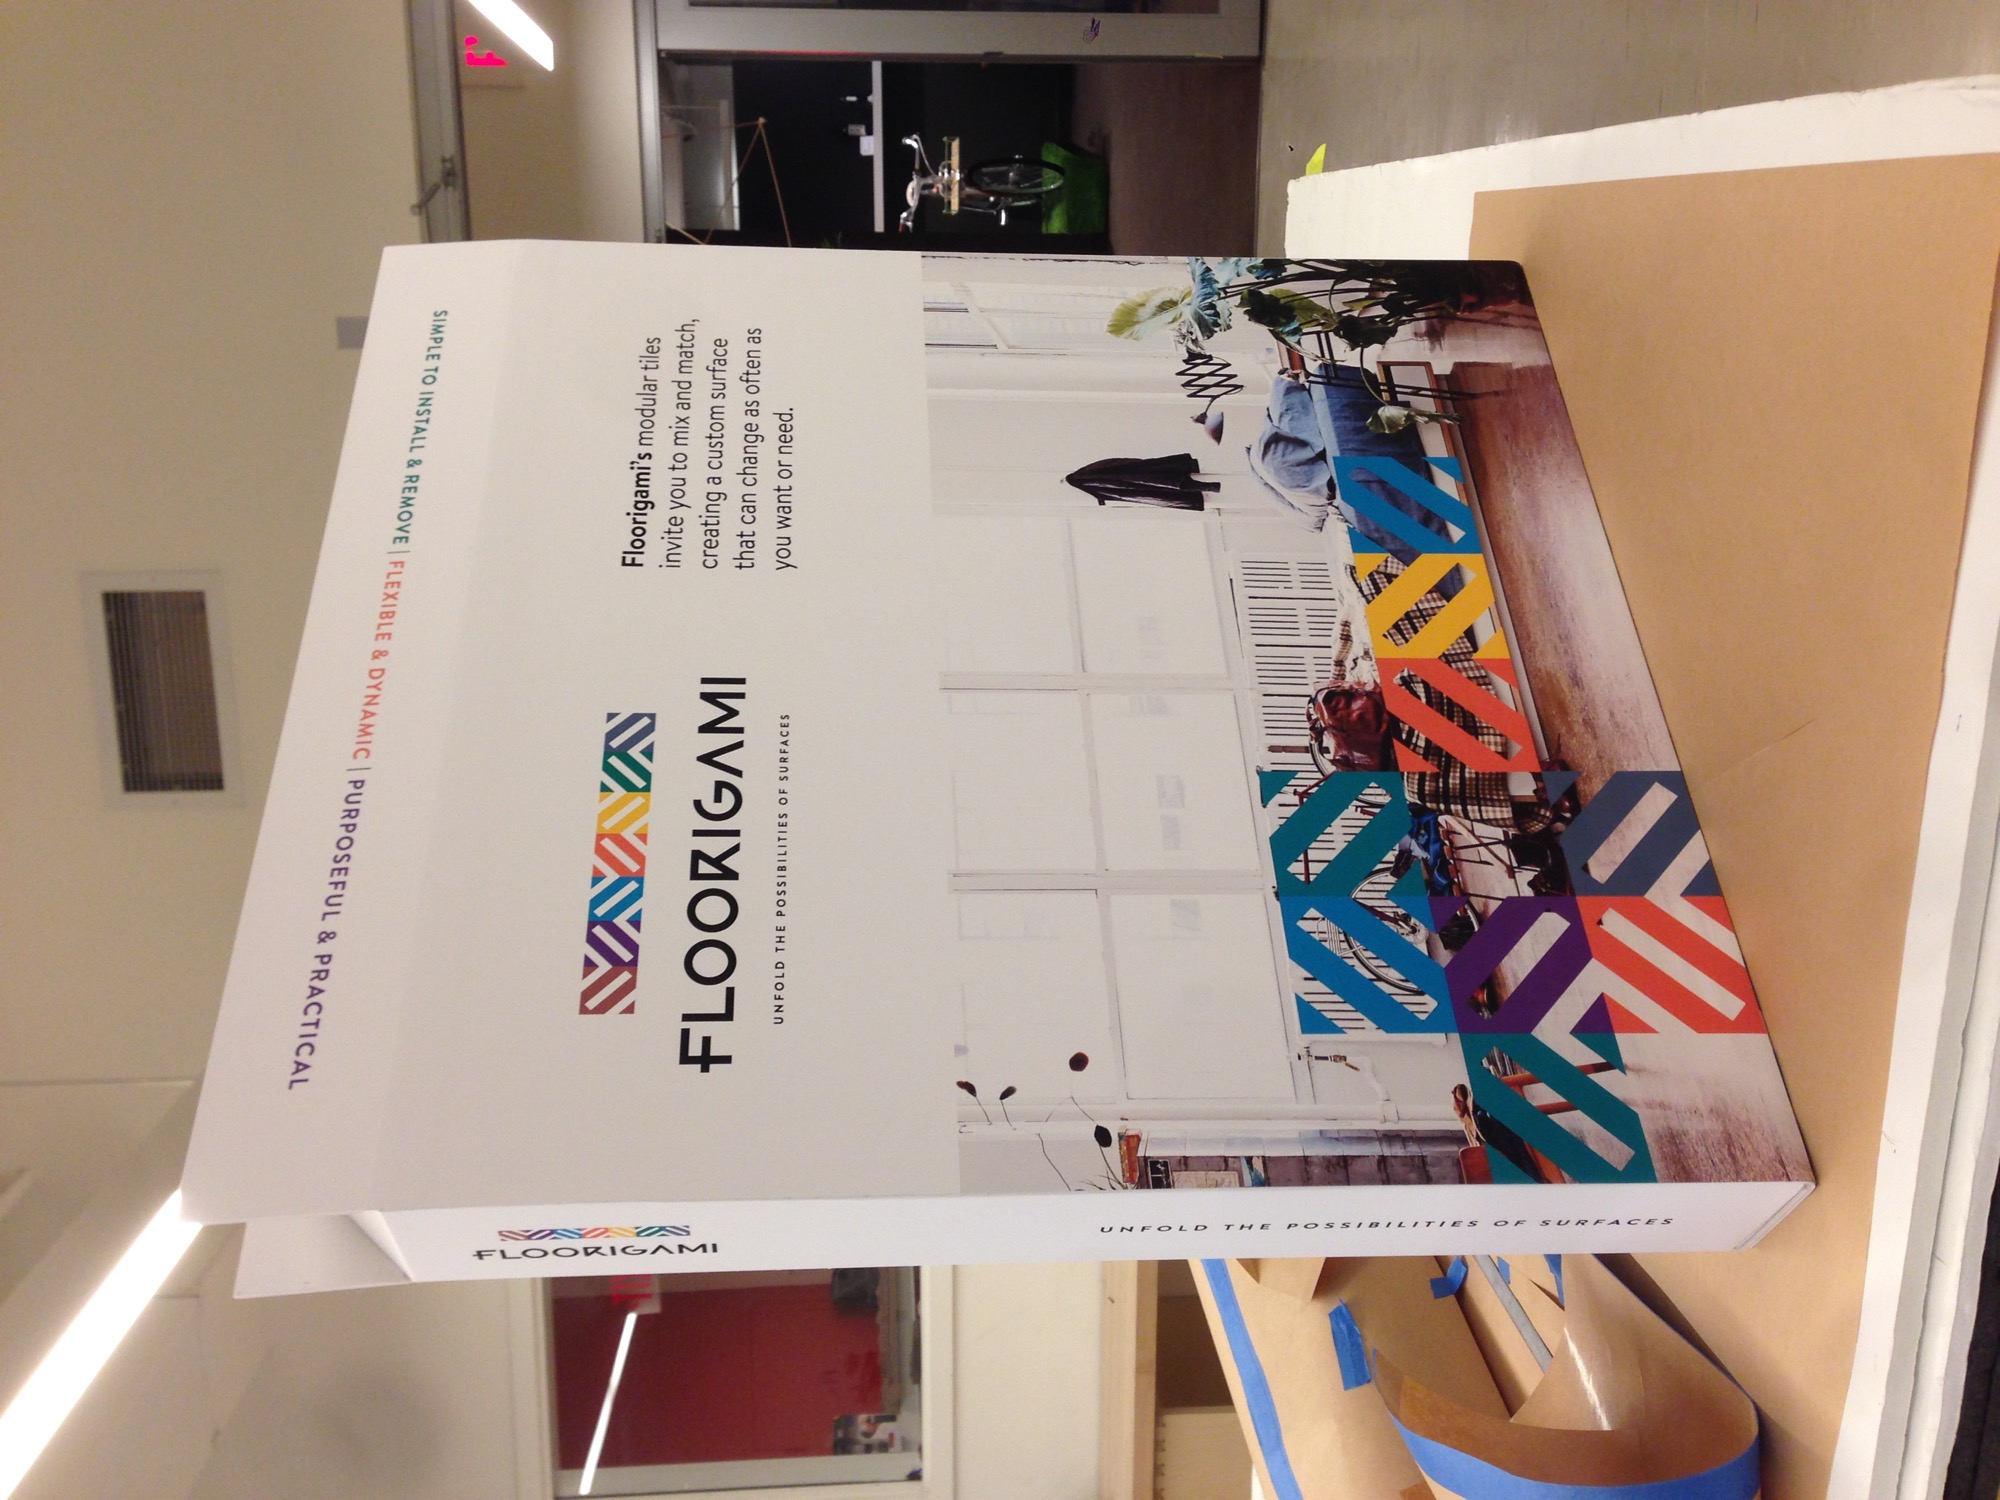 SIMPLE TO INSTALL & REMOVE | FLEXIBLE & DYNAMIC | PURPOSEFUL & PRACTICAL
FLOORIGAMI
UNFOLD THE POSSIBILITIES OF SURFACES
Floorigami's modular tiles
invite you to mix and match,
creating a custom surface
that can change as often as
you want or need.
FLOORIGAMI
UNFOLD THE POSSIBILITIES OF SURFACES